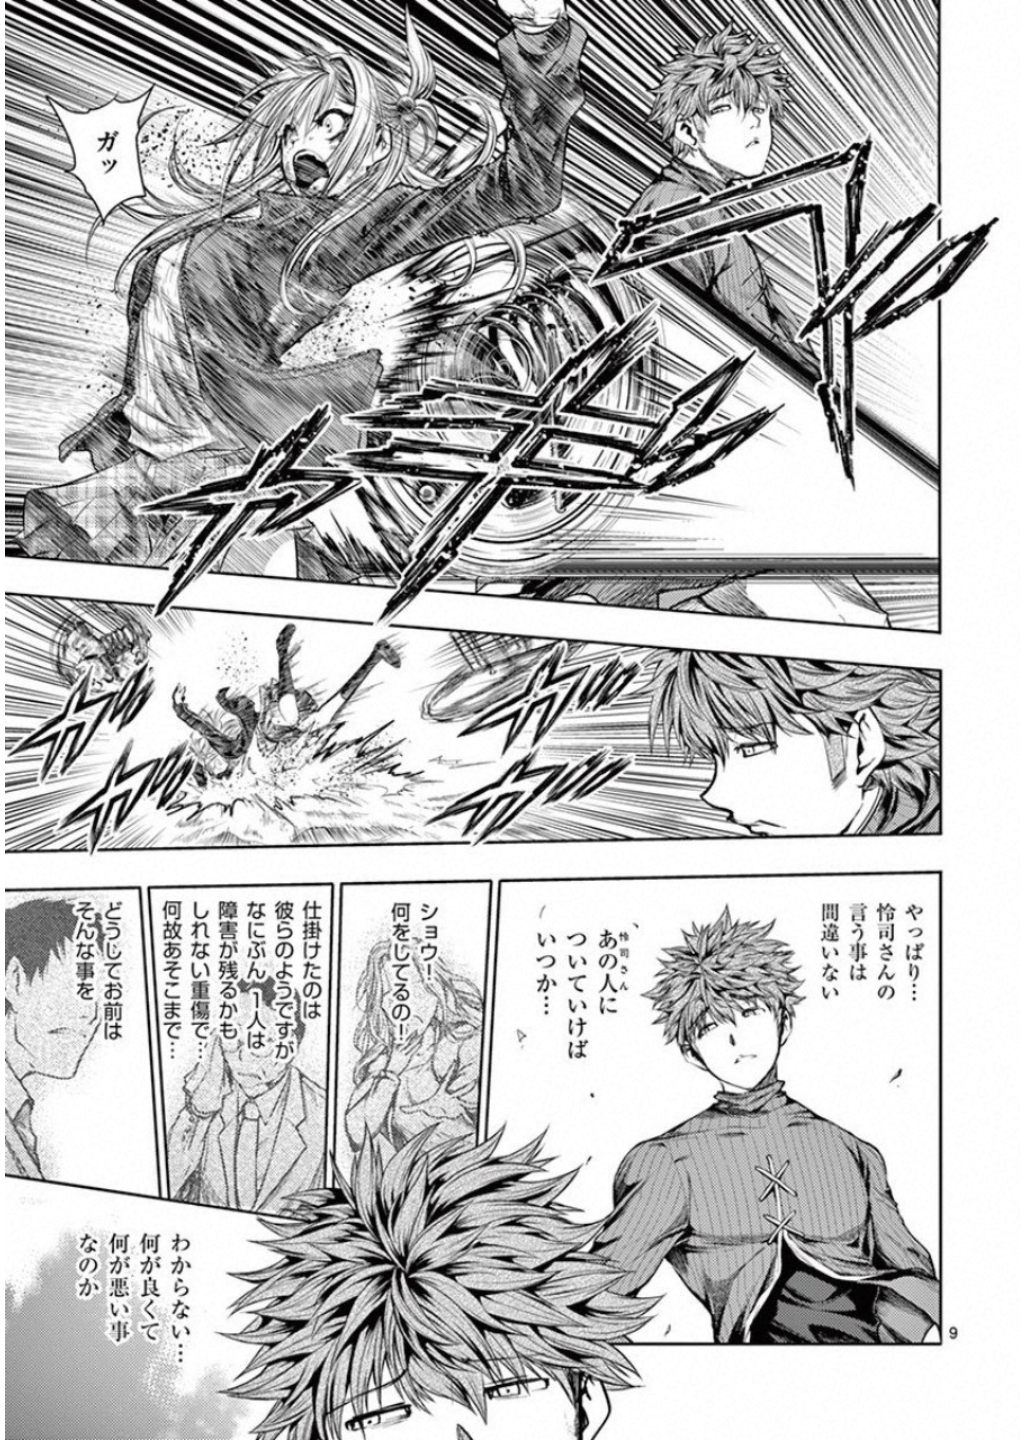 ガッ
やっぱり…
怜司さんの
言う事は
間違いない
あの人に
怜司さん
ついていけば
いつか…
ショウ!
何をしてるの!
仕掛けたのは
彼らのようですが
なにぶん1人は
障害が残るかも
しれない重傷で…
何故あそこまで…
どうしてお前は
そんな事を
わからない…
何が良くて
何が悪い事
なのか
9